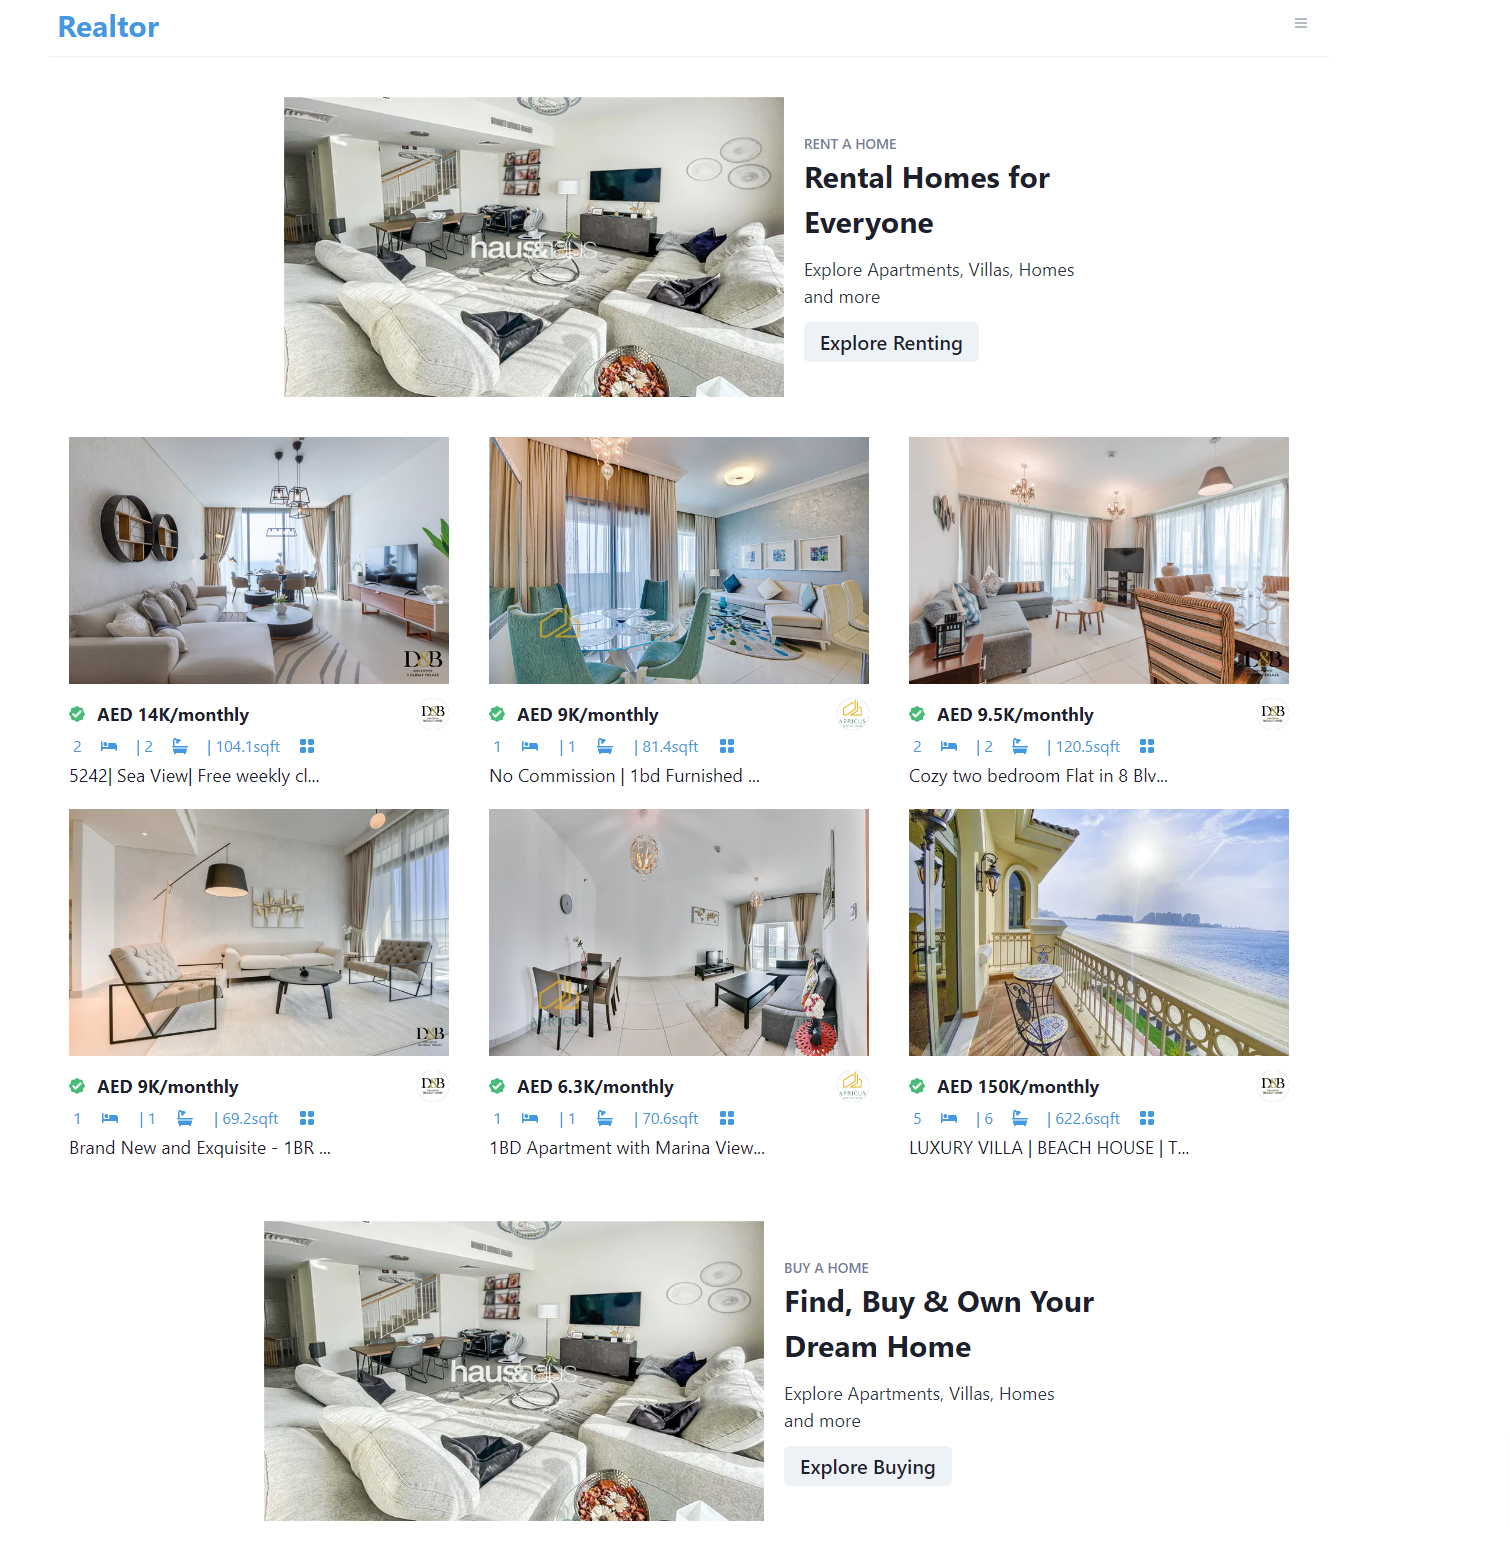 Realtor
haus&haus
RENT A HOME
Rental Homes for
Everyone
Explore Apartments, Villas, Homes
and more
Explore Renting
D&B
D&B
AED 14K/monthly
D&B
2 | 2 | 104.1sqft
5242| Sea View| Free weekly cl...
AED 9K/monthly
APRICUS
1 | 1 | 81.4sqft
No Commission | 1bd Furnished ...
AED 9.5K/monthly
D&B
2 | 2 | 120.5sqft
Cozy two bedroom Flat in 8 Blv...
D&B
APRICUS
AED 9K/monthly
D&B
1 | 1 | 69.2sqft
Brand New and Exquisite - 1BR ...
AED 6.3K/monthly
APRICUS
1 | 1 | 70.6sqft
1BD Apartment with Marina View...
AED 150K/monthly
D&B
5 | 6 | 622.6sqft
LUXURY VILLA | BEACH HOUSE | T...
haus&haus
BUY A HOME
Find, Buy & Own Your
Dream Home
Explore Apartments, Villas, Homes
and more
Explore Buying